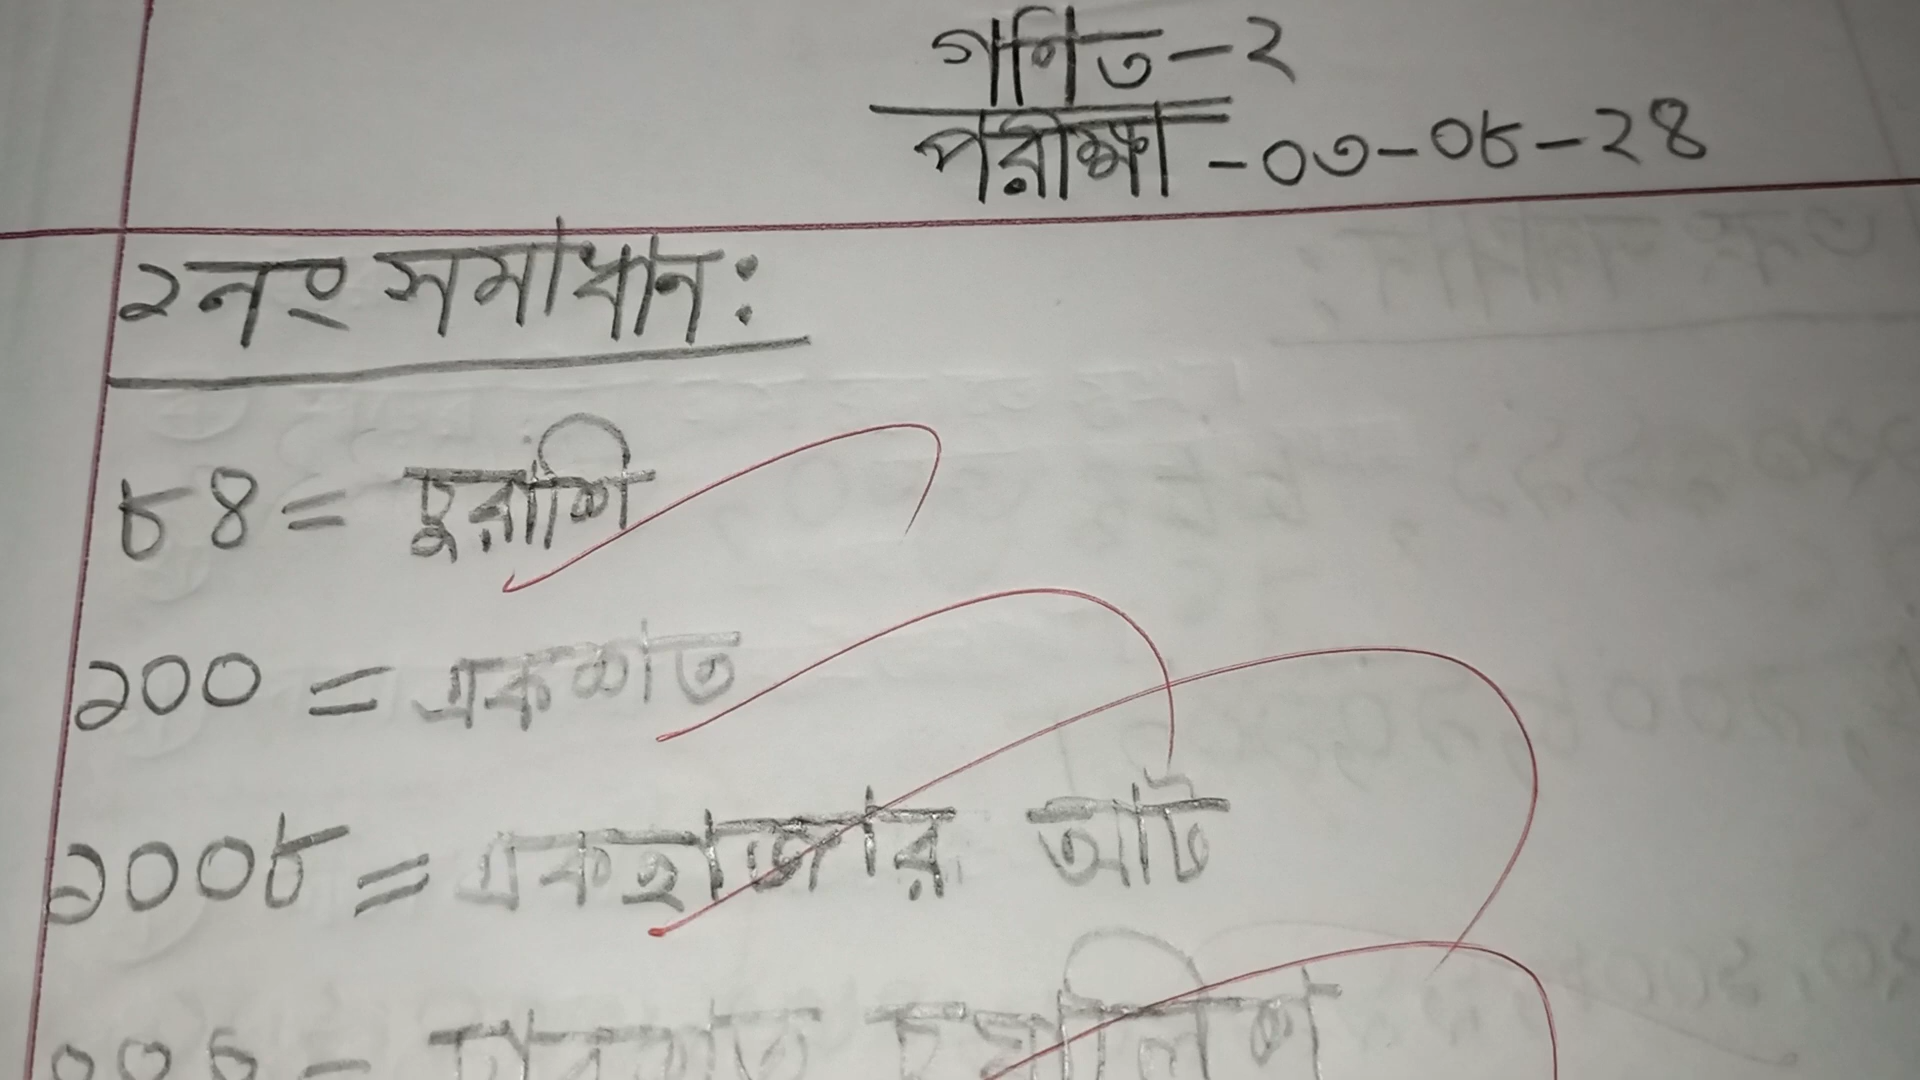 গণিত-২
পরীক্ষা -০৩-০৮-২৪
২নং সমাধান:
৮৪ = চুরাশি
১০০ = একশত
১০০৮ = একহাজার আট